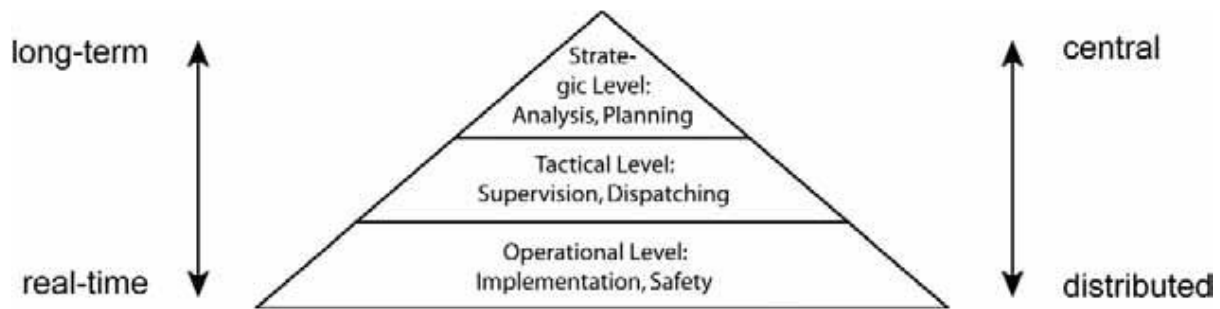 long-term
central
Strate-
gic Level:
Analysis, Planning
Tactical Level:
Supervision, Dispatching
Operational Level:
Implementation, Safety
real-time
distributed